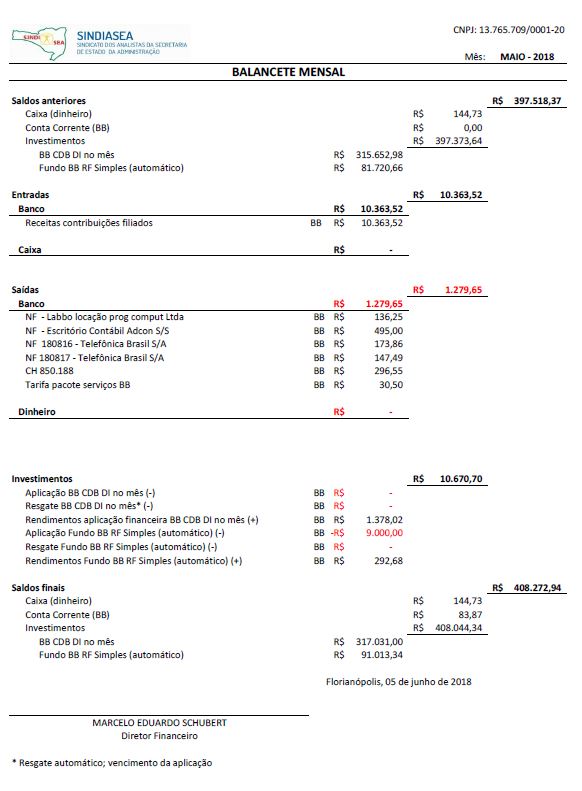 CNPJ: 13.765.709/0001-20
SINDI SEA
SINDIASEA
SINDICATO DOS ANALISTAS DA SECRETARIA
DE ESTADO DA ADMINISTRAÇÃO
Mês: MAIO - 2018
BALANCETE MENSAL
Saldos anteriores R$ 397.518,37
Caixa (dinheiro) R$ 144,73
Conta Corrente (BB) R$ 0,00
Investimentos R$ 397.373,64
BB CDB DI no mês R$ 315.652,98
Fundo BB RF Simples (automático) R$ 81.720,66
Entradas R$ 10.363,52
Banco R$ 10.363,52
Receitas contribuições filiados BB R$ 10.363,52
Caixa R$ -
Saídas R$ 1.279,65
Banco R$ 1.279,65
NF - Labbo locação prog comput Ltda BB R$ 136,25
NF - Escritório Contábil Adcon S/S BB R$ 495,00
NF 180816 - Telefônica Brasil S/A BB R$ 173,86
NF 180817 - Telefônica Brasil S/A BB R$ 147,49
CH 850.188 BB R$ 296,55
Tarifa pacote serviços BB BB R$ 30,50
Dinheiro R$ -
Investimentos R$ 10.670,70
Aplicação BB CDB DI no mês (-) BB R$ -
Resgate BB CDB DI no mês* (-) BB R$ -
Rendimentos aplicação financeira BB CDB DI no mês (+) BB R$ 1.378,02
Aplicação Fundo BB RF Simples (automático) (-) BB -R$ 9.000,00
Resgate Fundo BB RF Simples (automático) (-) BB R$ -
Rendimentos Fundo BB RF Simples (automático) (+) BB R$ 292,68
Saldos finais R$ 408.272,94
Caixa (dinheiro) R$ 144,73
Conta Corrente (BB) R$ 83,87
Investimentos R$ 408.044,34
BB CDB DI no mês R$ 317.031,00
Fundo BB RF Simples (automático) R$ 91.013,34
Florianópolis, 05 de junho de 2018
MARCELO EDUARDO SCHUBERT
Diretor Financeiro
* Resgate automático; vencimento da aplicação